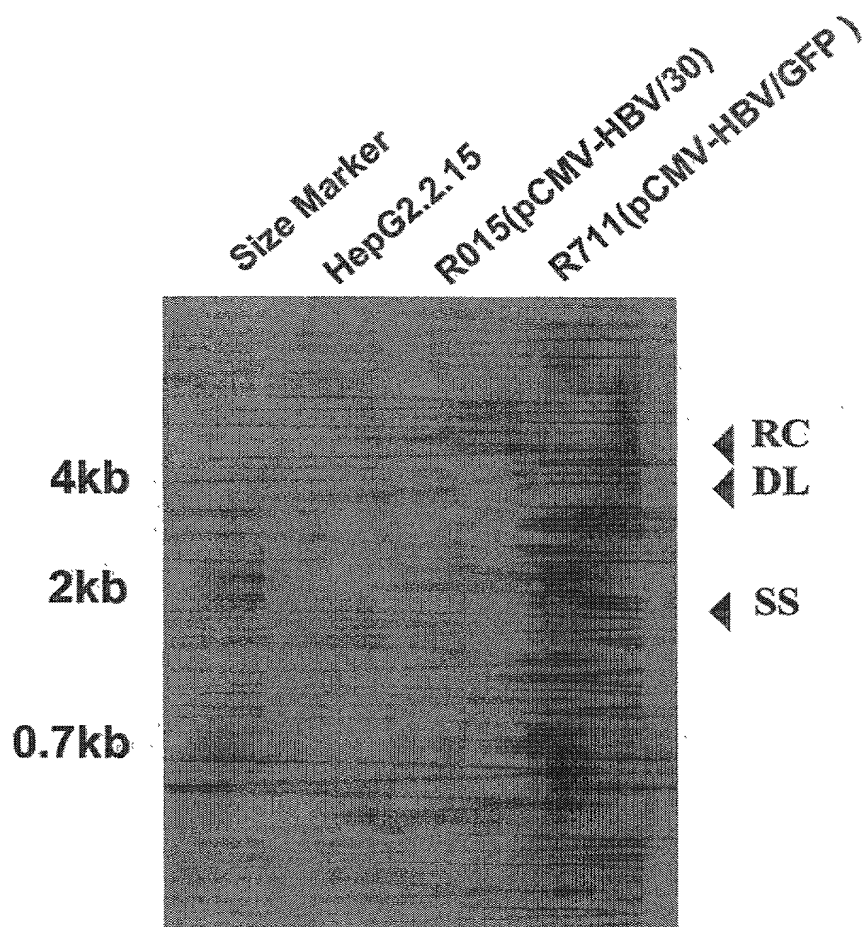 Size Marker
HepG2.2.15
R015(pCMV-HBV/30)
R711(pCMV-HBV/GFP )
RC
4kb
DL
2kb
SS
0.7kb